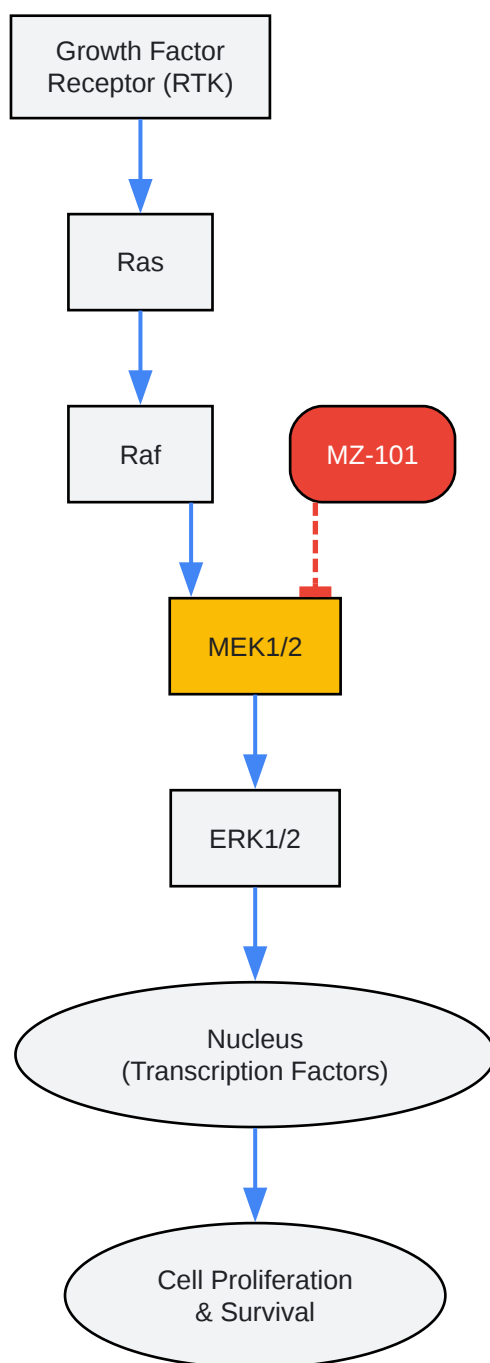 Growth Factor
Receptor (RTK)
Ras
Raf
MZ-101
MEK1/2
ERK1/2
Nucleus
(Transcription Factors)
Cell Proliferation
& Survival